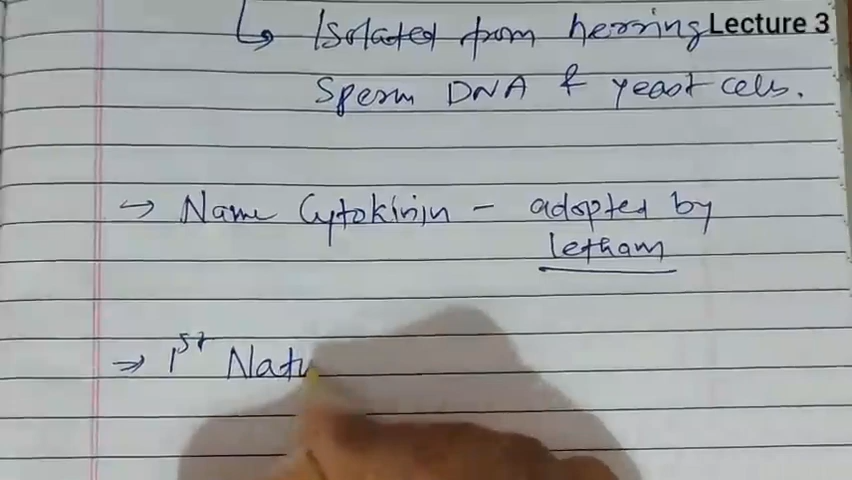 ↳ Isolated from herring Lecture 3
Sperm DNA & yeast cells.
→ Name Cytokinin - adopted by
letham
⇒ 1st Natu